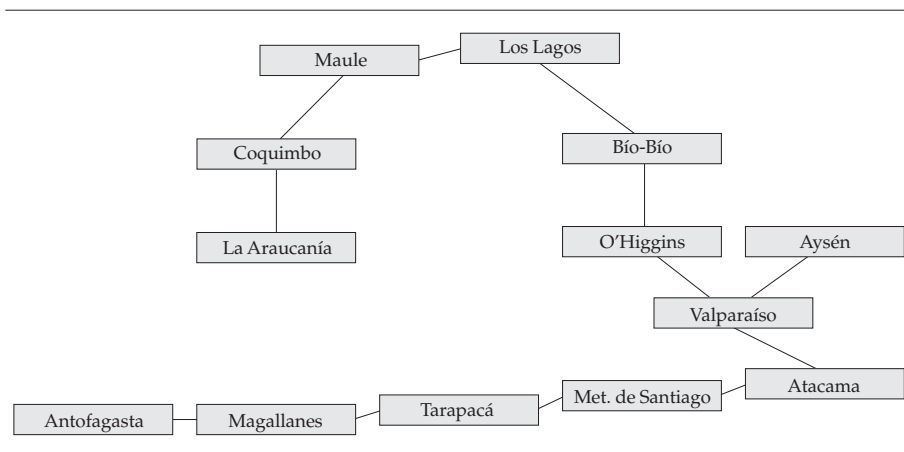 Los Lagos
Maule
Coquimbo
Bío-Bío
La Araucanía
O'Higgins
Aysén
Valparaíso
Atacama
Met. de Santiago
Tarapacá
Magallanes
Antofagasta